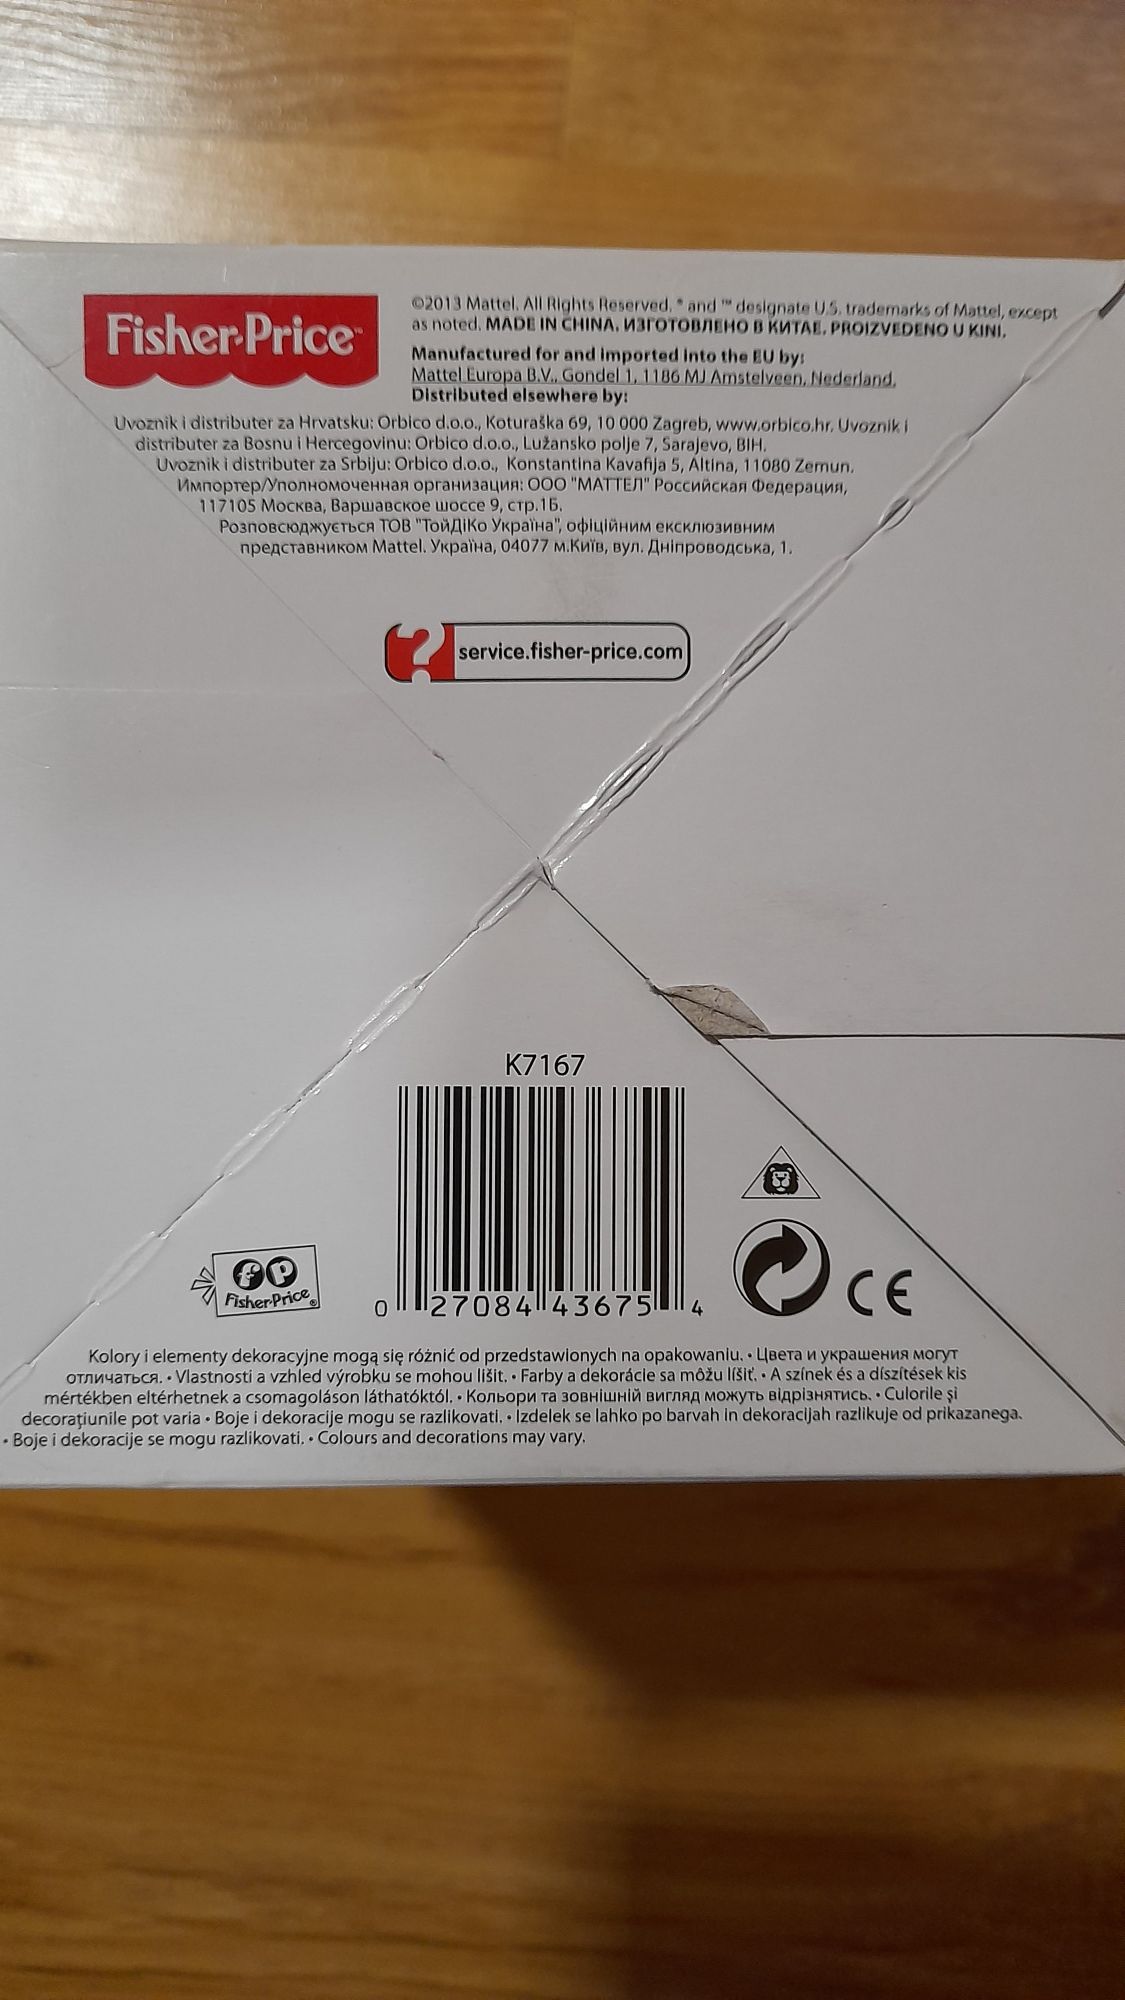 Fisher-Price™
©2013 Mattel. All Rights Reserved. ® and ™ designate U.S. trademarks of Mattel, except
as noted. MADE IN CHINA. ИЗГОТОВЛЕНО В КИТАЕ. PROIZVEDENO U KINI.
Manufactured for and imported into the EU by:
Mattel Europa B.V., Gondel 1, 1186 MJ Amstelveen, Nederland.
Distributed elsewhere by:
Uvoznik i distributer za Hrvatsku: Orbico d.o.o., Koturaška 69, 10 000 Zagreb, www.orbico.hr. Uvoznik i
distributer za Bosnu i Hercegovinu: Orbico d.o.o., Lužansko polje 7, Sarajevo, BIH.
Uvoznik i distributer za Srbiju: Orbico d.o.o., Konstantina Kavafija 5, Altina, 11080 Zemun.
Импортер/Уполномоченная организация: ООО "МАТТЕЛ" Российская Федерация,
117105 Москва, Варшавское шоссе 9, стр.1Б.
Розповсюджується ТОВ "ТойДіКо Україна", офіційним ексклюзивним
представником Mattel. Україна, 04077 м.Київ, вул. Дніпроводська, 1.
? service.fisher-price.com
K7167
0 27084 43675 4
fp
Fisher-Price®
CE
Kolory i elementy dekoracyjne mogą się różnić od przedstawionych na opakowaniu. • Цвета и украшения могут
отличаться. • Vlastnosti a vzhled výrobku se mohou lišit. • Farby a dekorácie sa môžu líšiť. • A színek és a díszítések kis
mértékben eltérhetnek a csomagoláson láthatóktól. • Кольори та зовнішній вигляд можуть відрізнятись. • Culorile şi
decoraţiunile pot varia • Boje i dekoracije mogu se razlikovati. • Izdelek se lahko po barvah in dekoracijah razlikuje od prikazanega.
• Boje i dekoracije se mogu razlikovati. • Colours and decorations may vary.